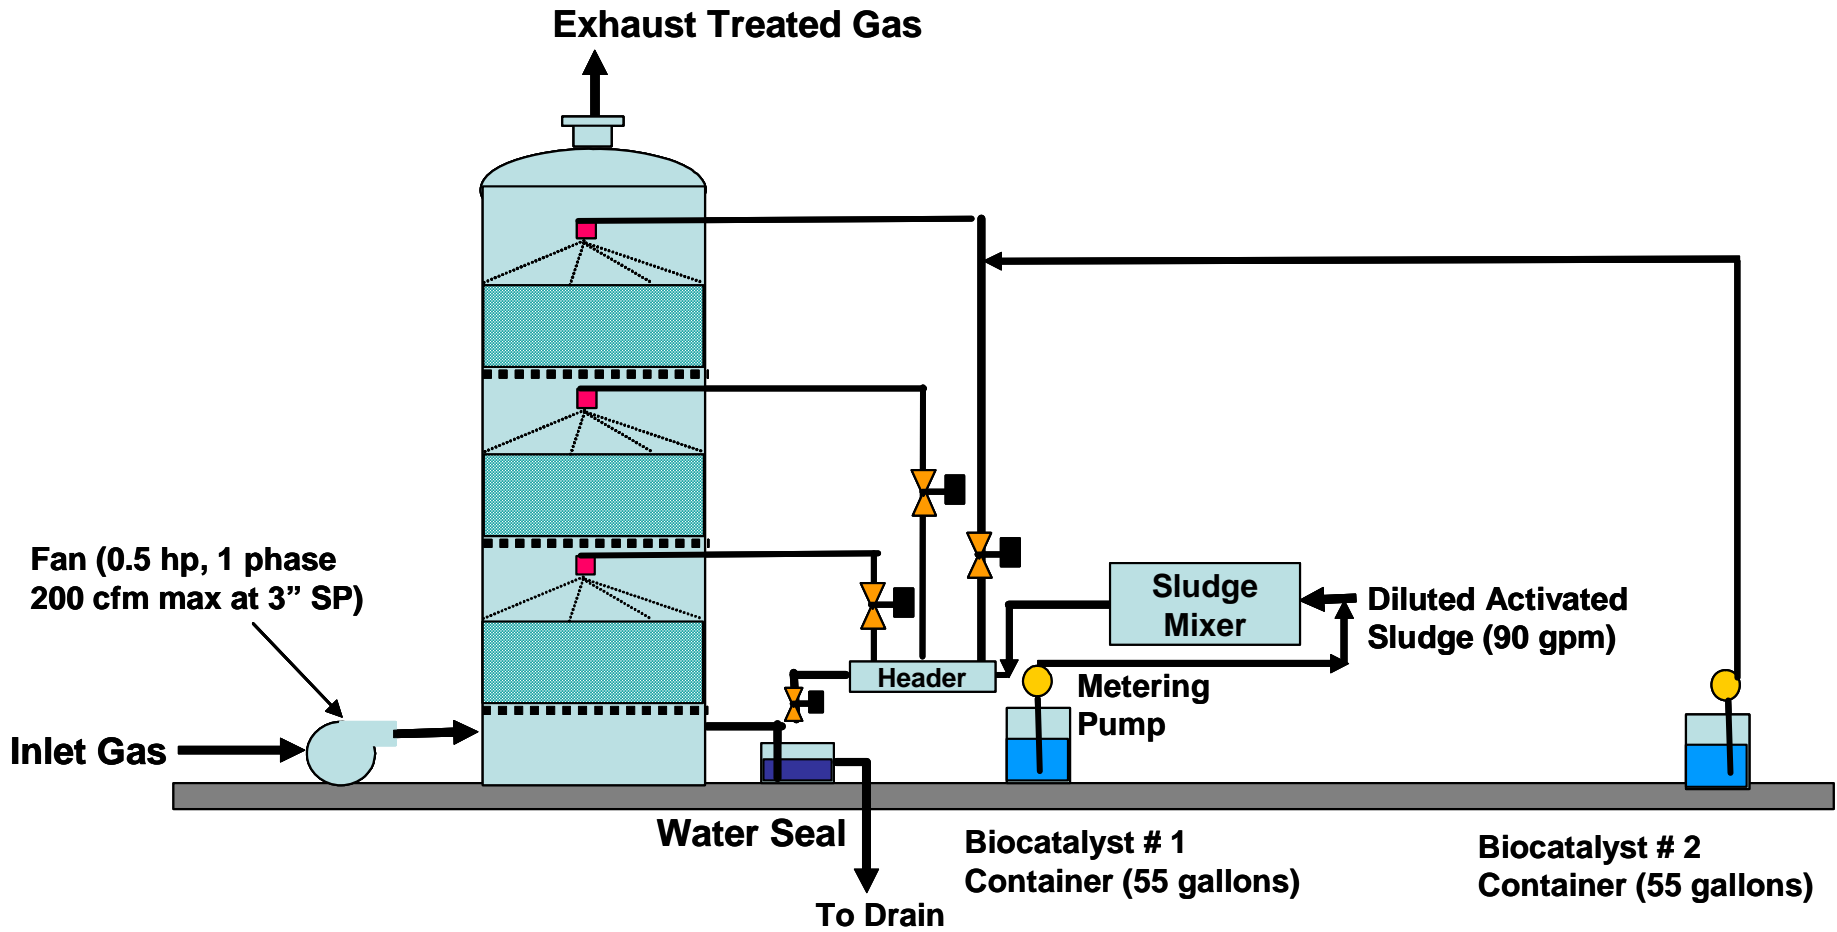 Exhaust Treated Gas
Fan (0.5 hp, 1 phase
200 cfm max at 3” SP)
Sludge
Mixer
Diluted Activated
Sludge (90 gpm)
Header
Metering
Pump
Inlet Gas
Water Seal
Biocatalyst # 1
Container (55 gallons)
Biocatalyst # 2
Container (55 gallons)
To Drain